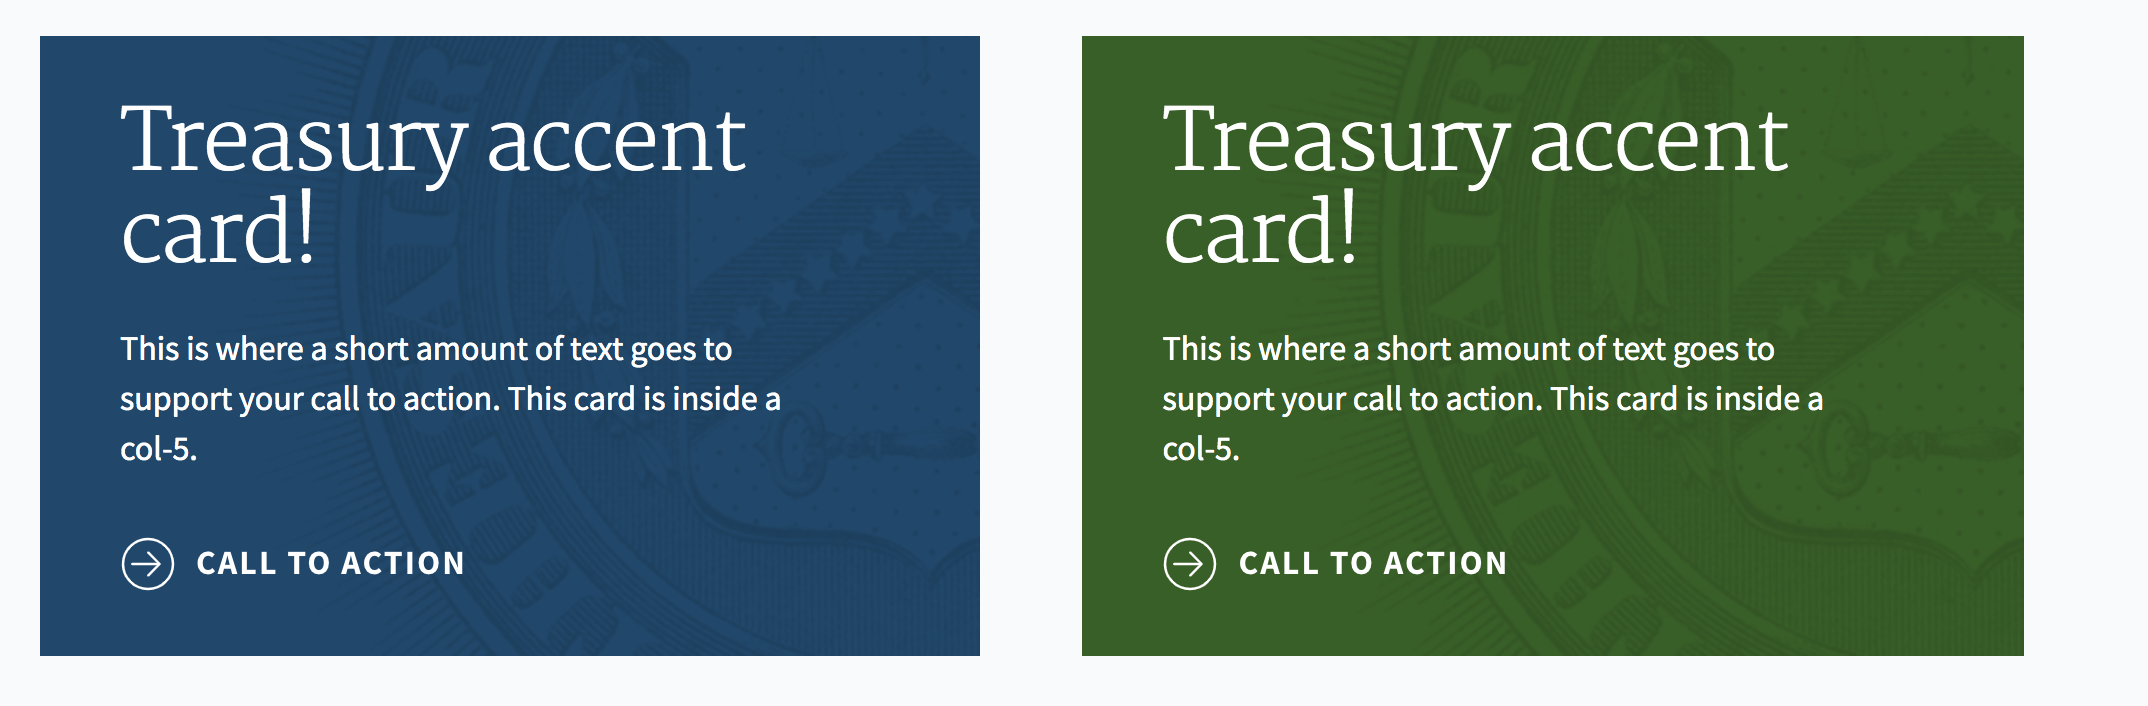 Treasury accent
card!
This is where a short amount of text goes to
support your call to action. This card is inside a
col-5.
CALL TO ACTION
Treasury accent
card!
This is where a short amount of text goes to
support your call to action. This card is inside a
col-5.
CALL TO ACTION